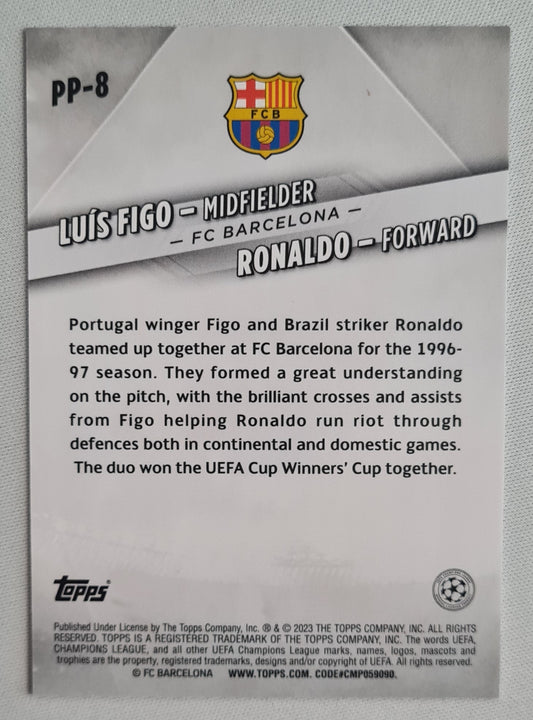 PP-8
FCB
LUÍS FIGO – MIDFIELDER
– FC BARCELONA –
RONALDO – FORWARD
Portugal winger Figo and Brazil striker Ronaldo
teamed up together at FC Barcelona for the 1996-
97 season. They formed a great understanding
on the pitch, with the brilliant crosses and assists
from Figo helping Ronaldo run riot through
defences both in continental and domestic games.
The duo won the UEFA Cup Winners' Cup together.
Topps®
Published Under License by The Topps Company, Inc. ® & © 2023 THE TOPPS COMPANY, INC. ALL RIGHTS
RESERVED. TOPPS IS A REGISTERED TRADEMARK OF THE TOPPS COMPANY, INC. The words UEFA,
CHAMPIONS LEAGUE, and all other UEFA Champions League marks, names, logos, mascots and
trophies are the property, registered trademarks, designs and/or copyright of UEFA. All rights reserved.
© FC BARCELONA WWW.TOPPS.COM. CODE#CMP059090.